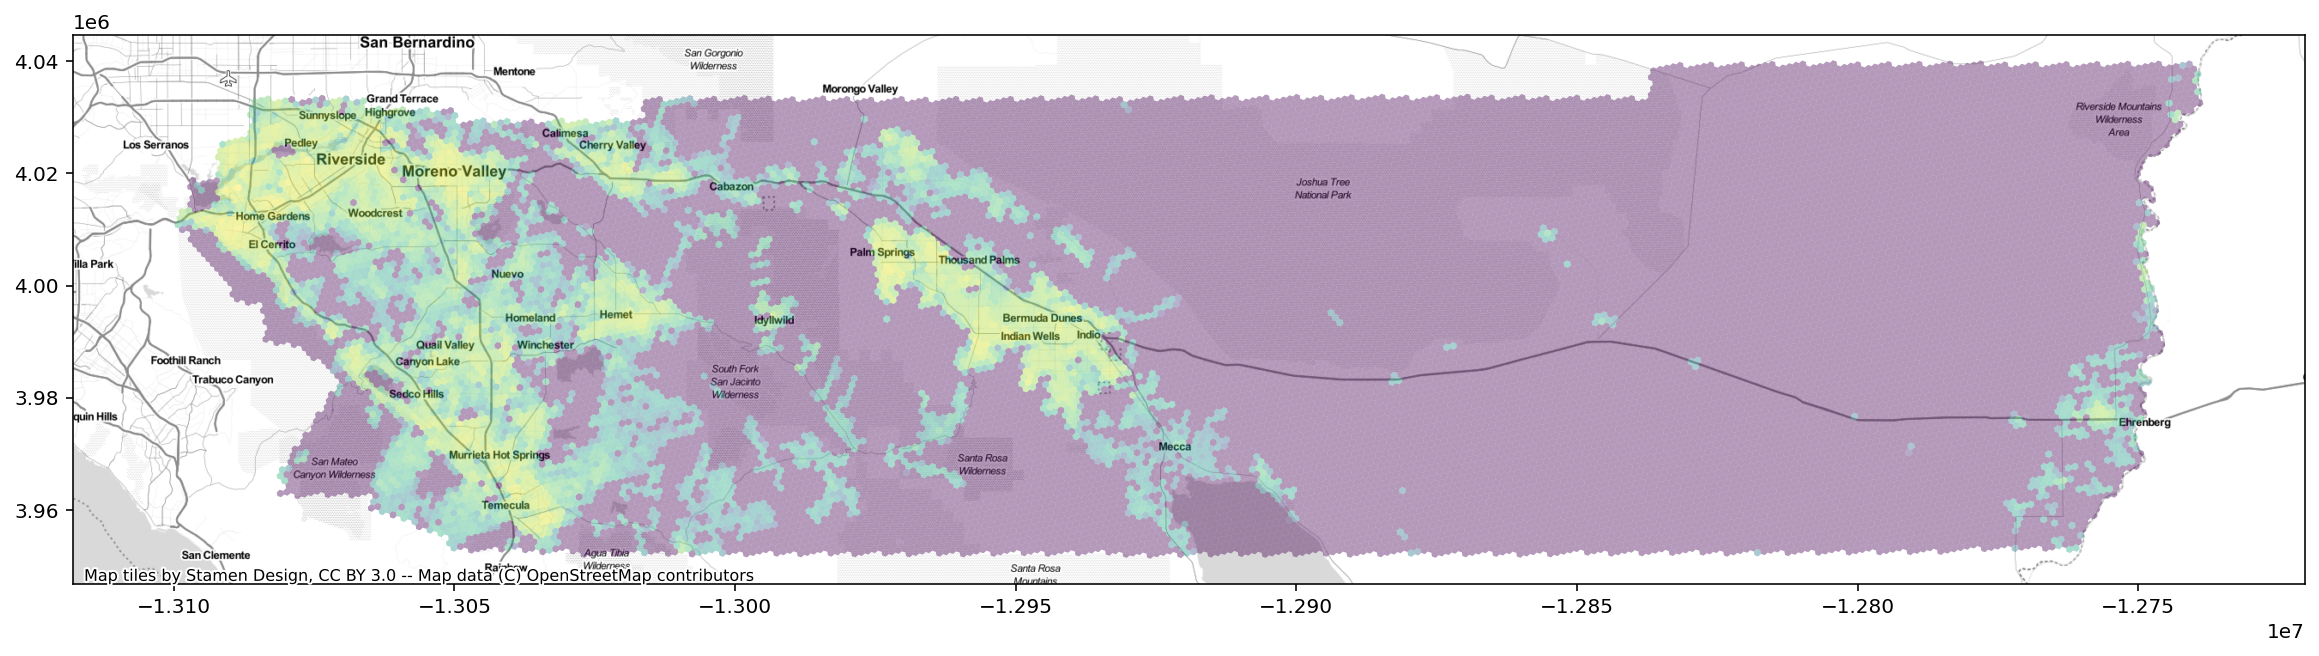 1e6
San Bernardino
San Gorgonio
Wilderness
4.04
Mentone
Morongo Valley
Grand Terrace
Riverside Mountains
Wilderness
Area
Sunnyslope
Highgrove
Calimesa
Los Serranos
Pedley
Cherry Valley
4.02
Riverside
Moreno Valley
Cabazon
Joshua Tree
National Park
Home Gardens
Woodcrest
El Cerrito
Palm Springs
Thousand Palms
illa Park
Nuevo
4.00
Homeland
Hemet
Idyllwild
Bermuda Dunes
Indian Wells
Indio
Quail Valley
Winchester
Foothill Ranch
Canyon Lake
Trabuco Canyon
South Fork
San Jacinto
Wilderness
3.98
Sedco Hills
quin Hills
Ehrenberg
Murrieta Hot Springs
Mecca
San Mateo
Canyon Wilderness
Santa Rosa
Wilderness
3.96
Temecula
San Clemente
Agua Tibia
Wilderness
Rainbow
Santa Rosa
Mountains
Map tiles by Stamen Design, CC BY 3.0 -- Map data (C) OpenStreetMap contributors
−1.310
−1.305
−1.300
−1.295
−1.290
−1.285
−1.280
−1.275
1e7